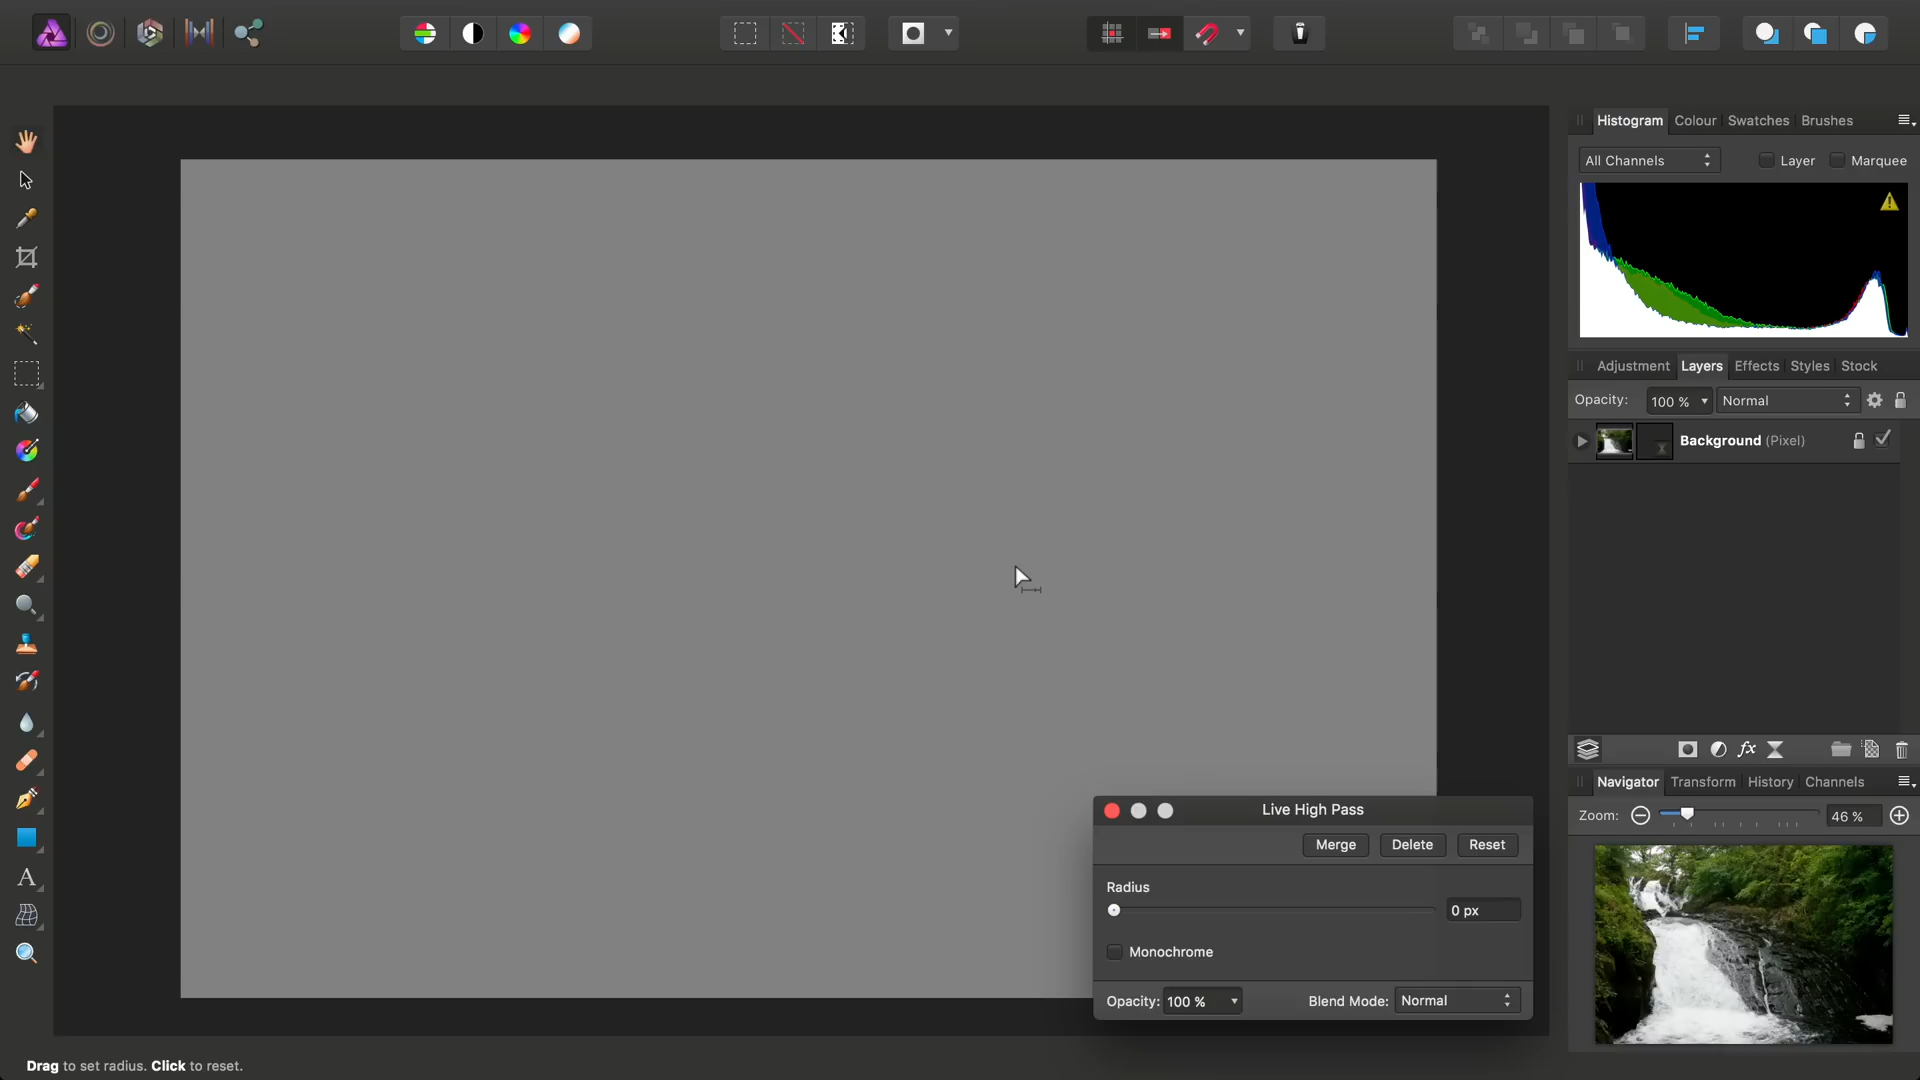 Histogram Colour Swatches Brushes
All Channels Layer Marquee
Adjustment Layers Effects Styles Stock
Opacity: 100 % Normal
Background (Pixel)
Navigator Transform History Channels
Zoom: 46 %
Live High Pass
Merge Delete Reset
Radius
0 px
Monochrome
Opacity: 100 % Blend Mode: Normal
Drag to set radius. Click to reset.